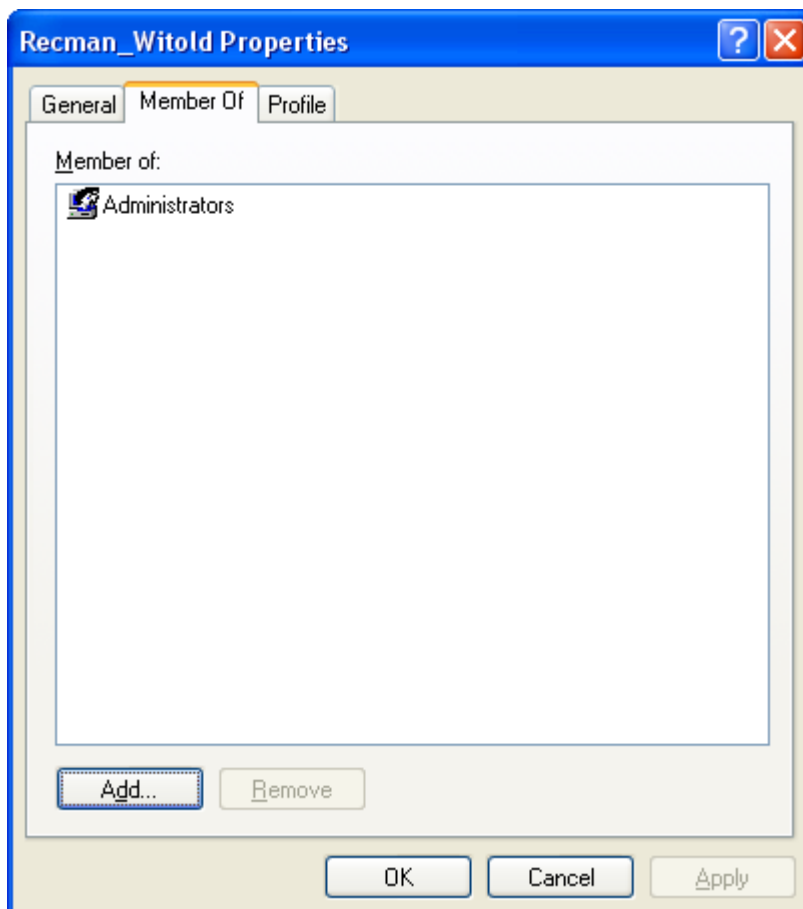 Recman_Witold Properties
General Member Of Profile
Member of:
Administrators
Add... Remove
OK Cancel Apply